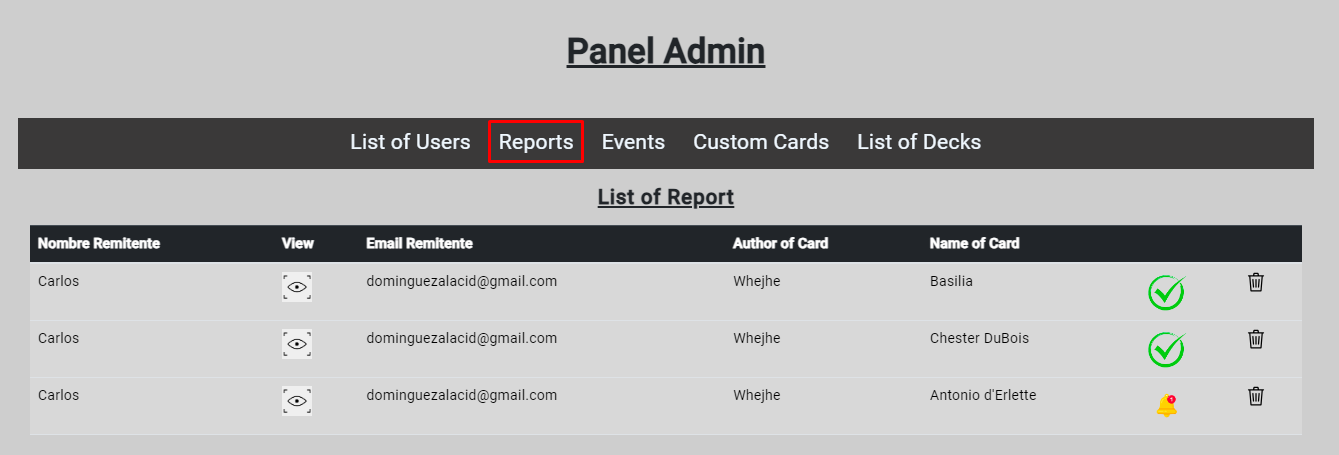 Panel Admin
List of Users Reports Events Custom Cards List of Decks
List of Report
Nombre Remitente View Email Remitente Author of Card Name of Card
Carlos dominguezalacid@gmail.com Whejhe Basilia
Carlos dominguezalacid@gmail.com Whejhe Chester DuBois
Carlos dominguezalacid@gmail.com Whejhe Antonio d'Erlette